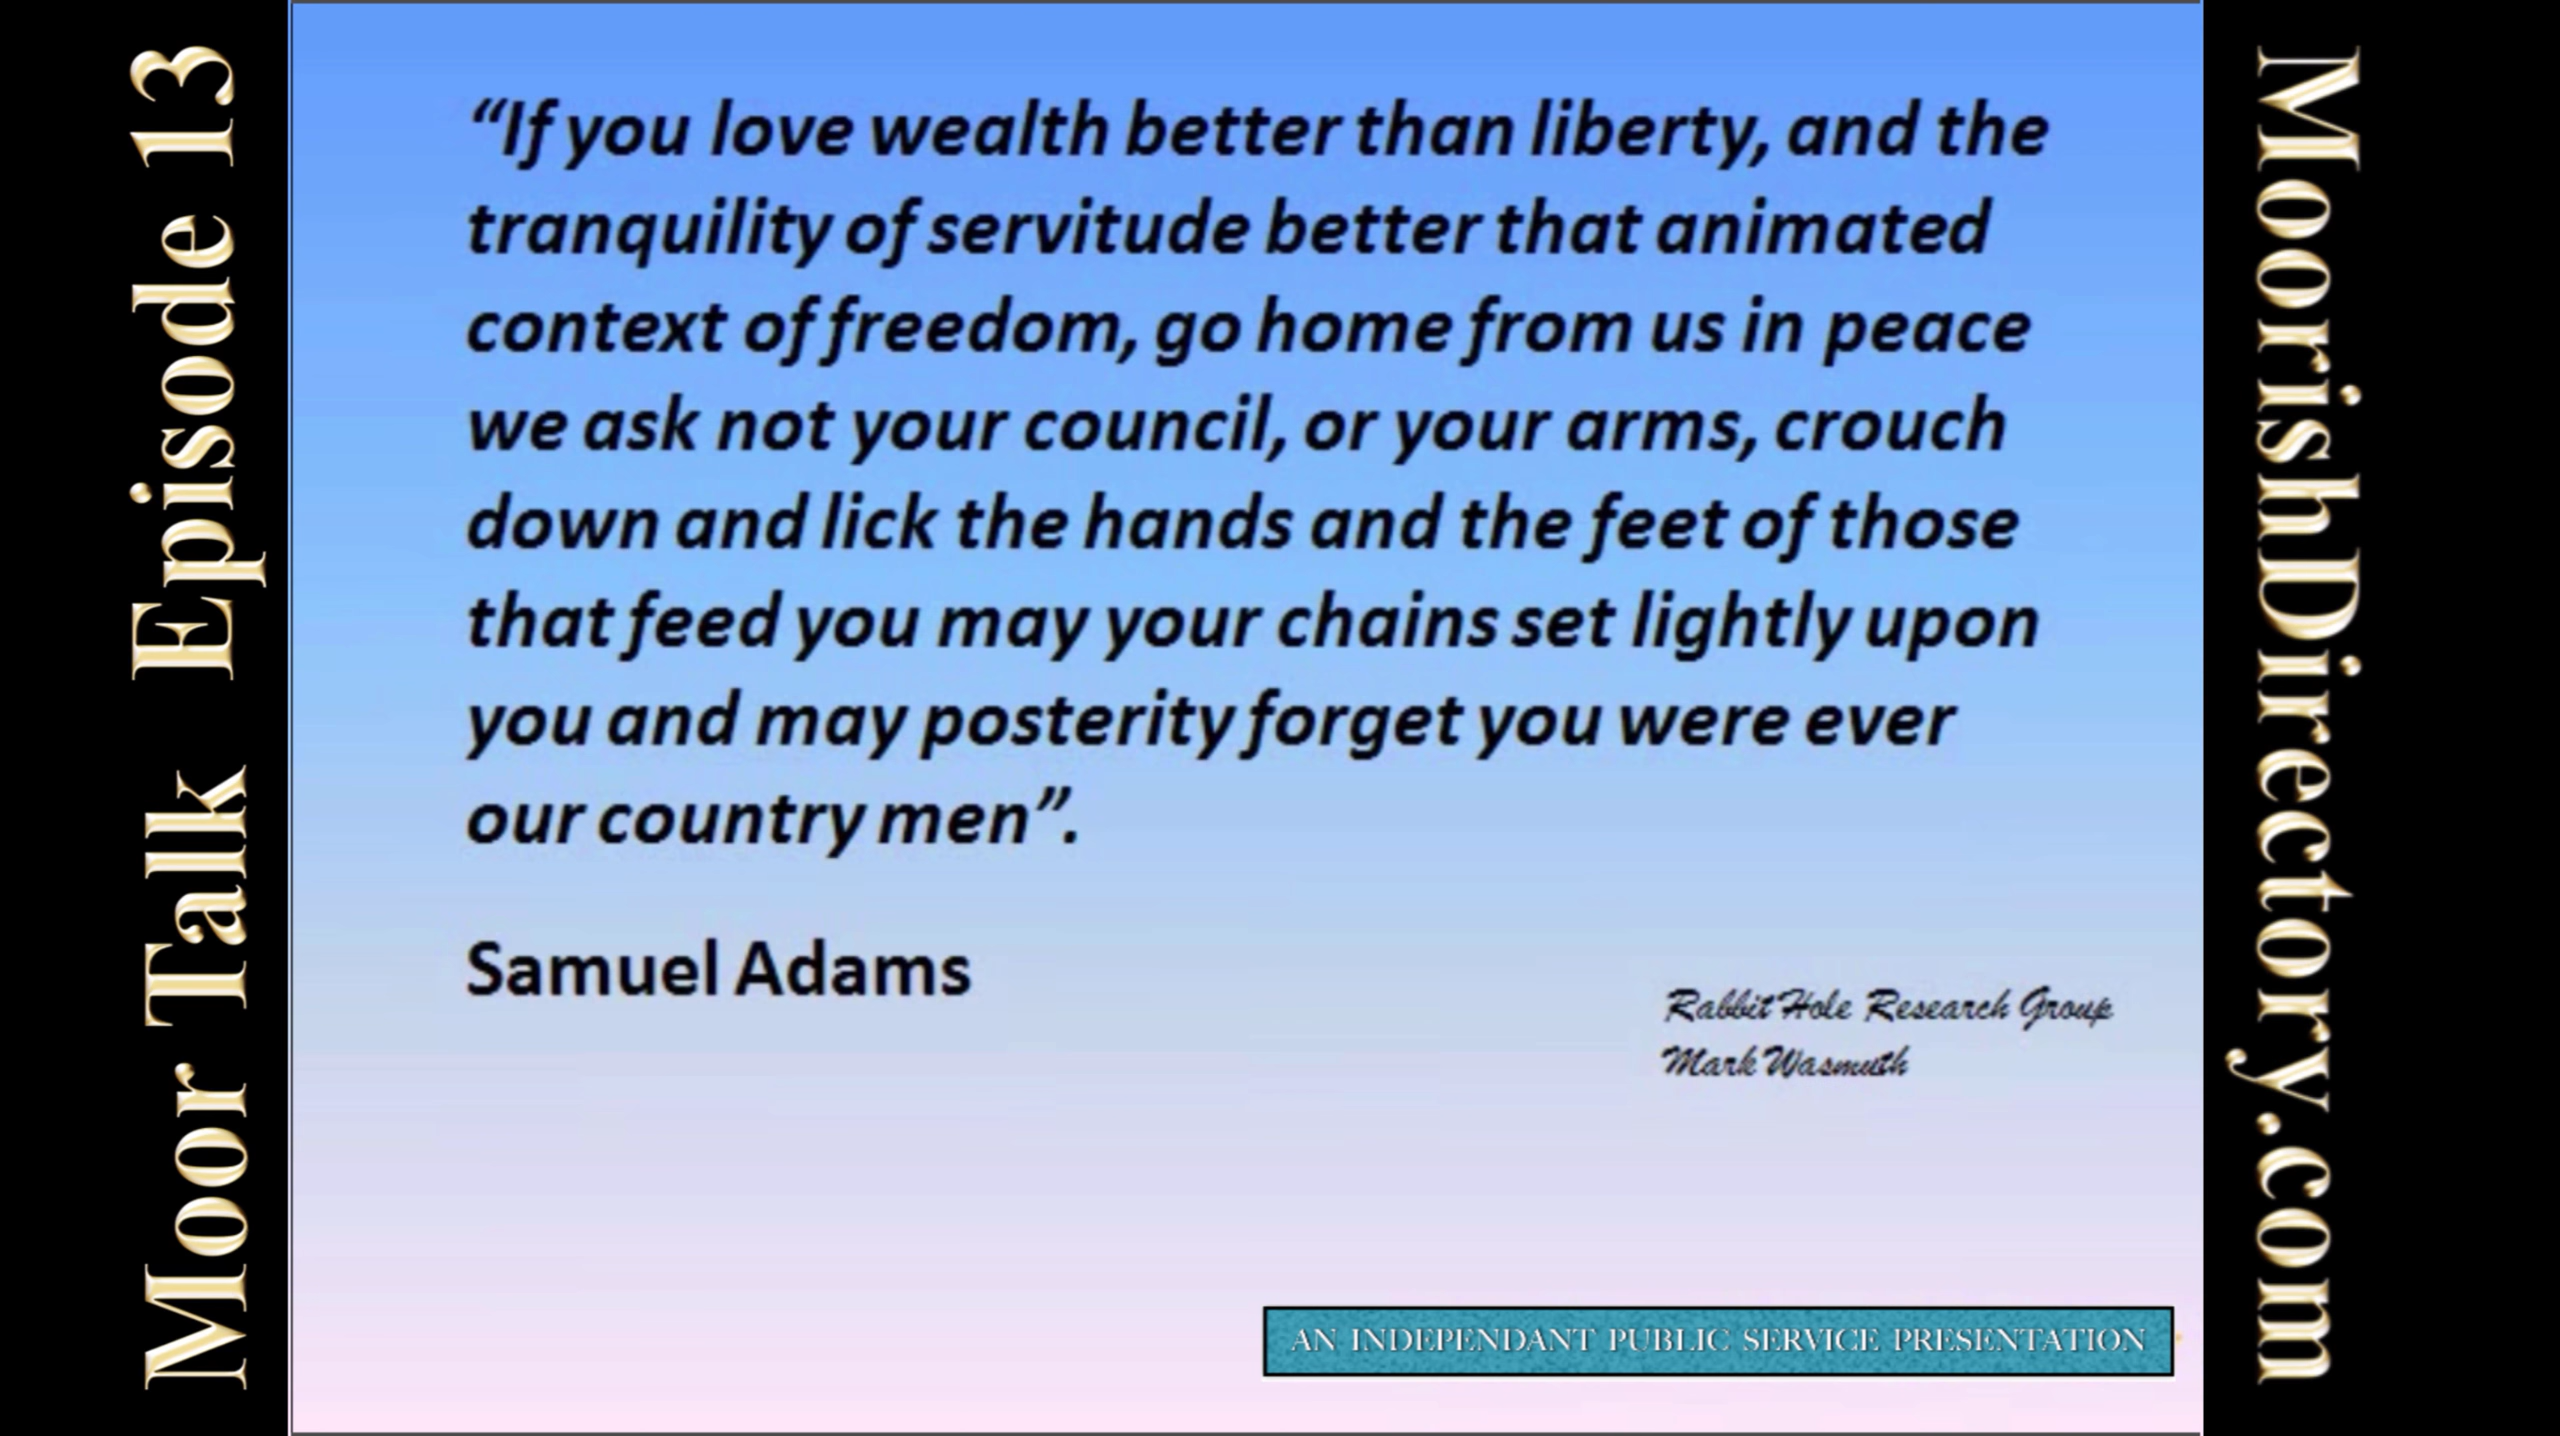 Moor Talk Episode 13
“If you love wealth better than liberty, and the
tranquility of servitude better that animated
context of freedom, go home from us in peace
we ask not your council, or your arms, crouch
down and lick the hands and the feet of those
that feed you may your chains set lightly upon
you and may posterity forget you were ever
our country men”.
Samuel Adams
Rabbit Hole Research Group
Mark Wasmuth
AN INDEPENDANT PUBLIC SERVICE PRESENTATION
MoorishDirectory.com